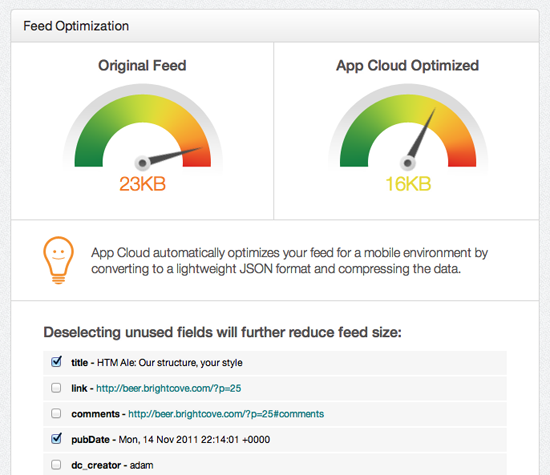 Feed Optimization
Original Feed
23KB
App Cloud Optimized
16KB
App Cloud automatically optimizes your feed for a mobile environment by
converting to a lightweight JSON format and compressing the data.
Deselecting unused fields will further reduce feed size:
title - HTM Ale: Our structure, your style
link - http://beer.brightcove.com/?p=25
comments - http://beer.brightcove.com/?p=25#comments
pubDate - Mon, 14 Nov 2011 22:14:01 +0000
dc_creator - adam